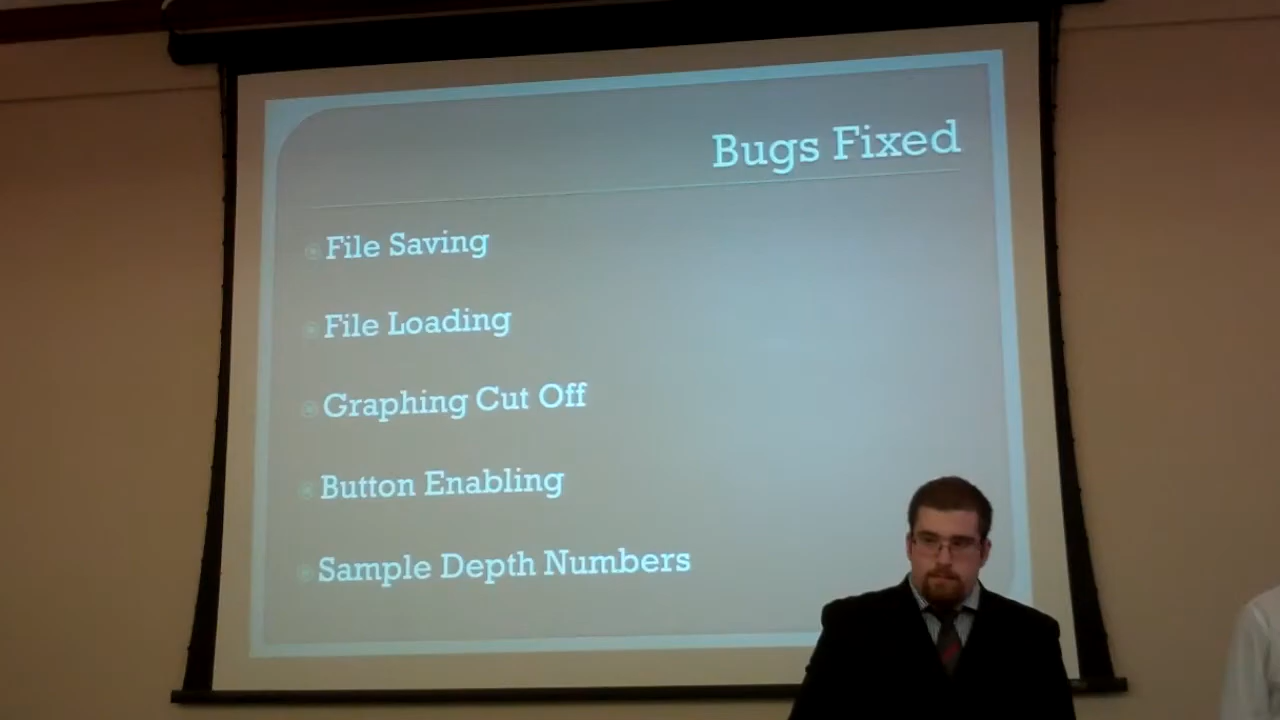 Bugs Fixed
File Saving
File Loading
Graphing Cut Off
Button Enabling
Sample Depth Numbers